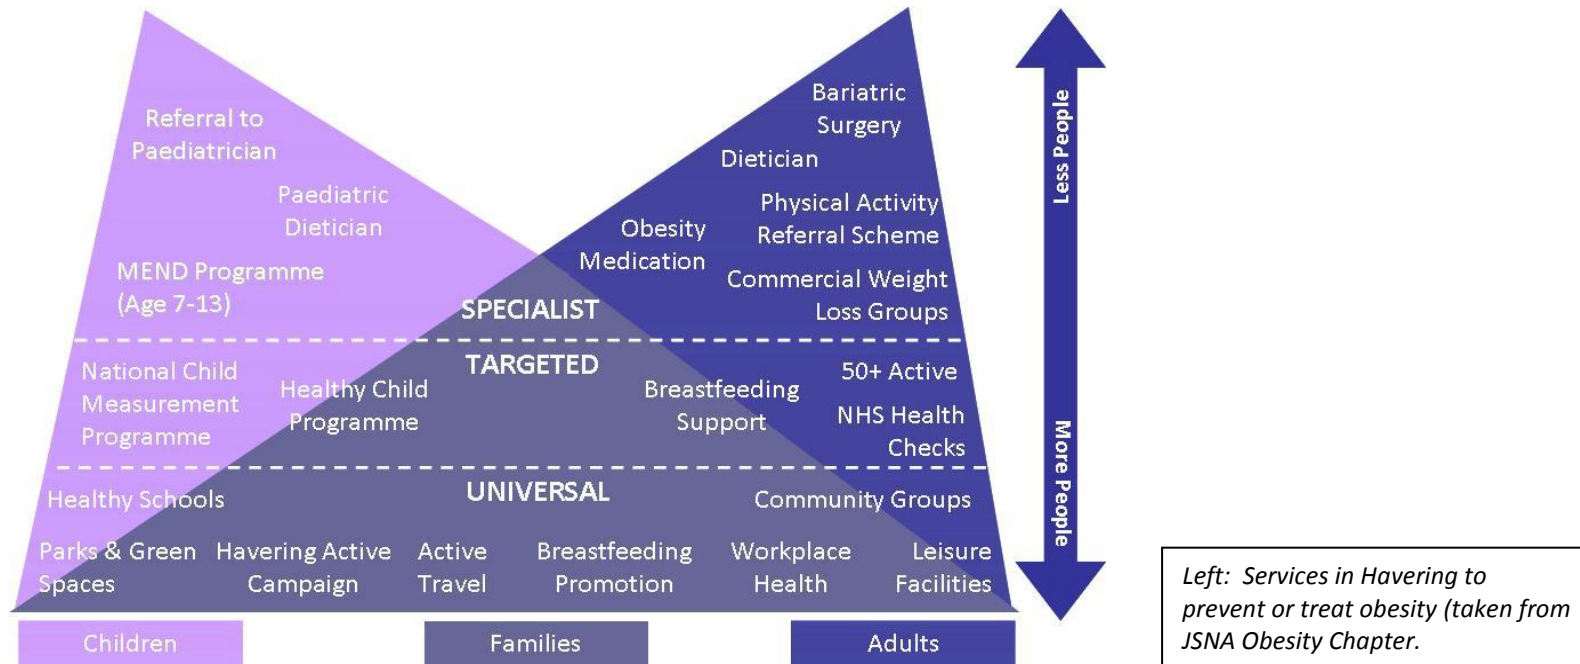 Referral to
Paediatrician
Paediatric
Dietician
MEND Programme
(Age 7-13)
Bariatric
Surgery
Dietician
Physical Activity
Referral Scheme
Obesity
Medication
Commercial Weight
Loss Groups
SPECIALIST
TARGETED
National Child
Measurement
Programme
Healthy Child
Programme
Breastfeeding
Support
50+ Active
NHS Health
Checks
UNIVERSAL
Healthy Schools
Community Groups
Parks & Green
Spaces
Havering Active
Campaign
Active
Travel
Breastfeeding
Promotion
Workplace
Health
Leisure
Facilities
Children
Families
Adults
Less People
More People
Left:  Services in Havering to
prevent or treat obesity (taken from
JSNA Obesity Chapter.